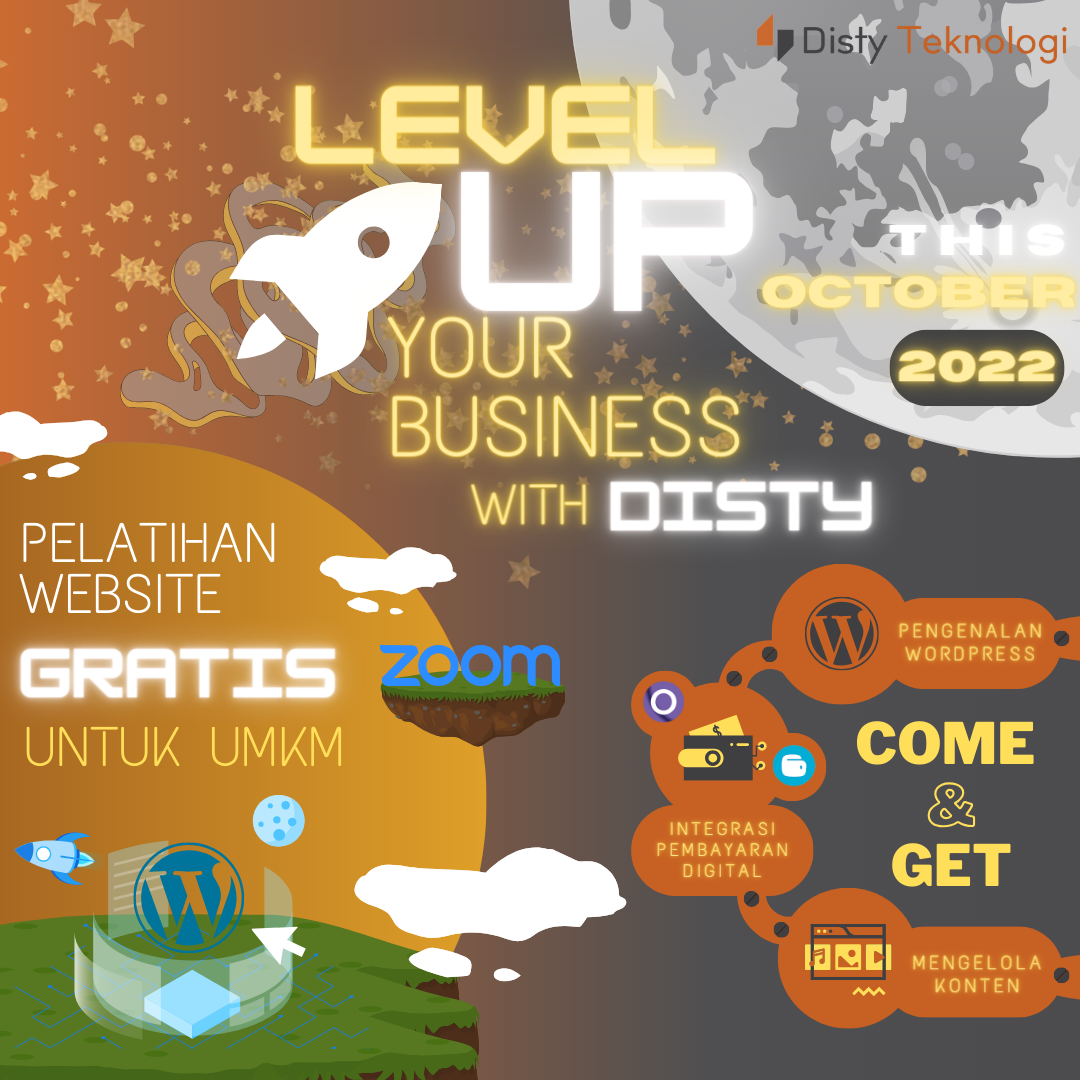 Disty Teknologi
LEVEL
UP
YOUR
BUSINESS
WITH DISTY
THIS
OCTOBER
2022
PELATIHAN
WEBSITE
GRATIS
UNTUK UMKM
zoom
PENGENALAN
WORDPRESS
COME
&
GET
INTEGRASI
PEMBAYARAN
DIGITAL
MENGELOLA
KONTEN